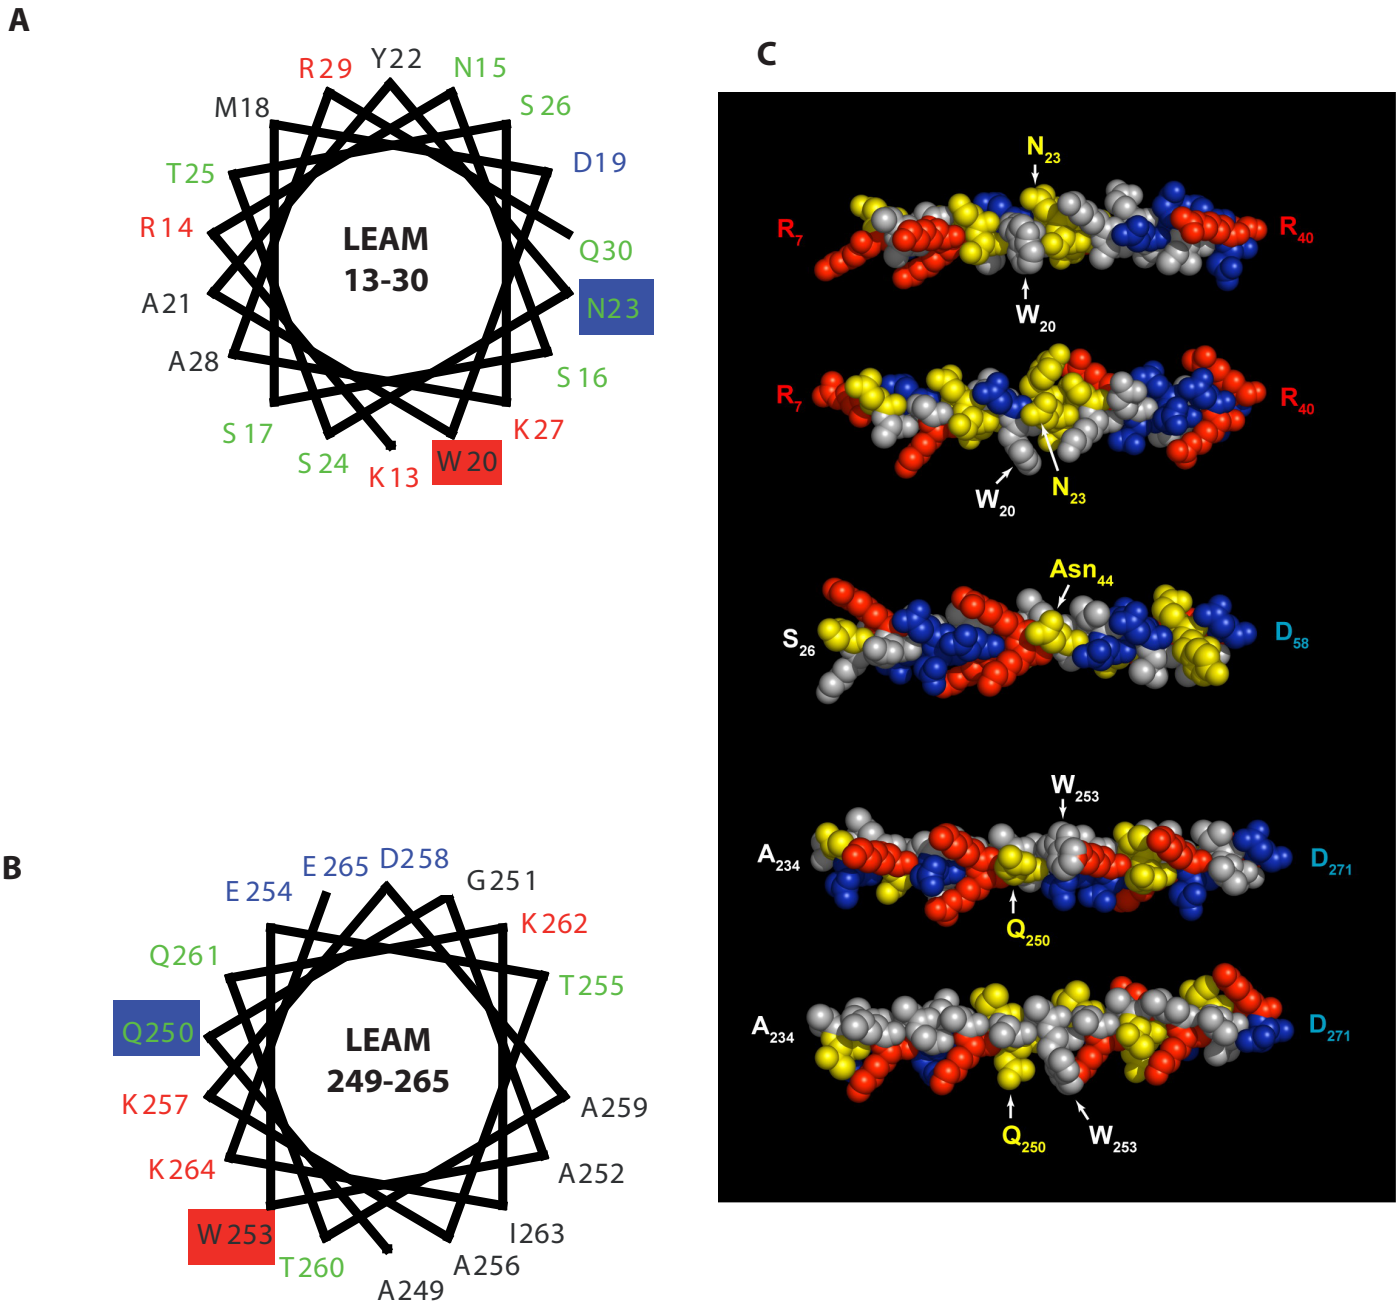 A
R29
Y22
N15
M18
S26
T25
D19
R14
LEAM
13-30
Q30
A21
N23
A28
S16
S17
K27
S24
W20
K13
B
E265
D258
E254
G251
K262
Q261
T255
Q250
LEAM
249-265
K257
A259
K264
A252
W253
I263
T260
A256
A249
C
N23
R7
R40
W20
R7
R40
W20
N23
Asn44
S26
D58
W253
A234
D271
Q250
A234
D271
Q250
W253